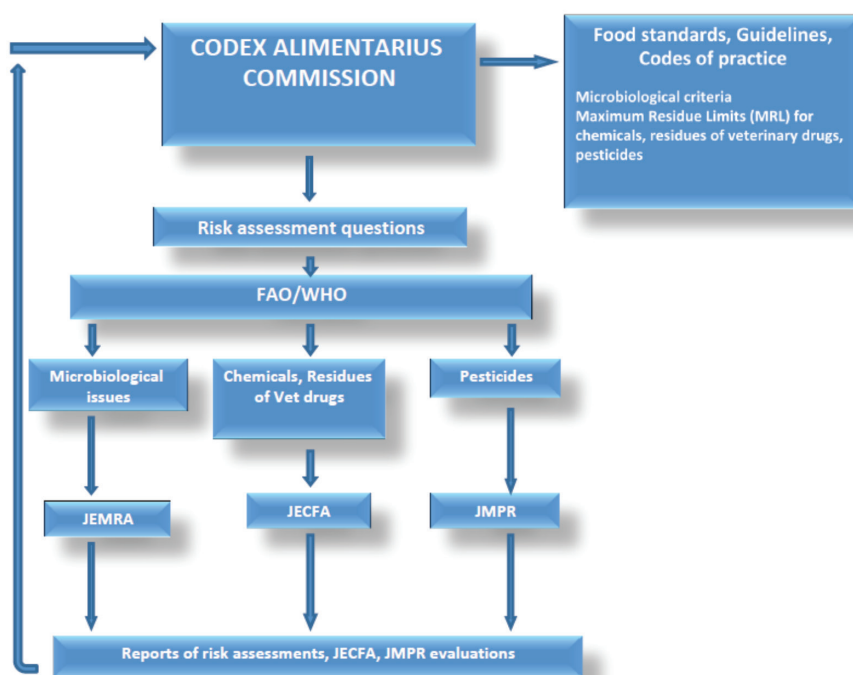 CODEX ALIMENTARIUS
COMMISSION
Food standards, Guidelines,
Codes of practice
Microbiological criteria
Maximum Residue Limits (MRL) for
chemicals, residues of veterinary drugs,
pesticides
Risk assessment questions
FAO/WHO
Microbiological
issues
Chemicals, Residues
of Vet drugs
Pesticides
JEMRA
JECFA
JMPR
Reports of risk assessments, JECFA, JMPR evaluations